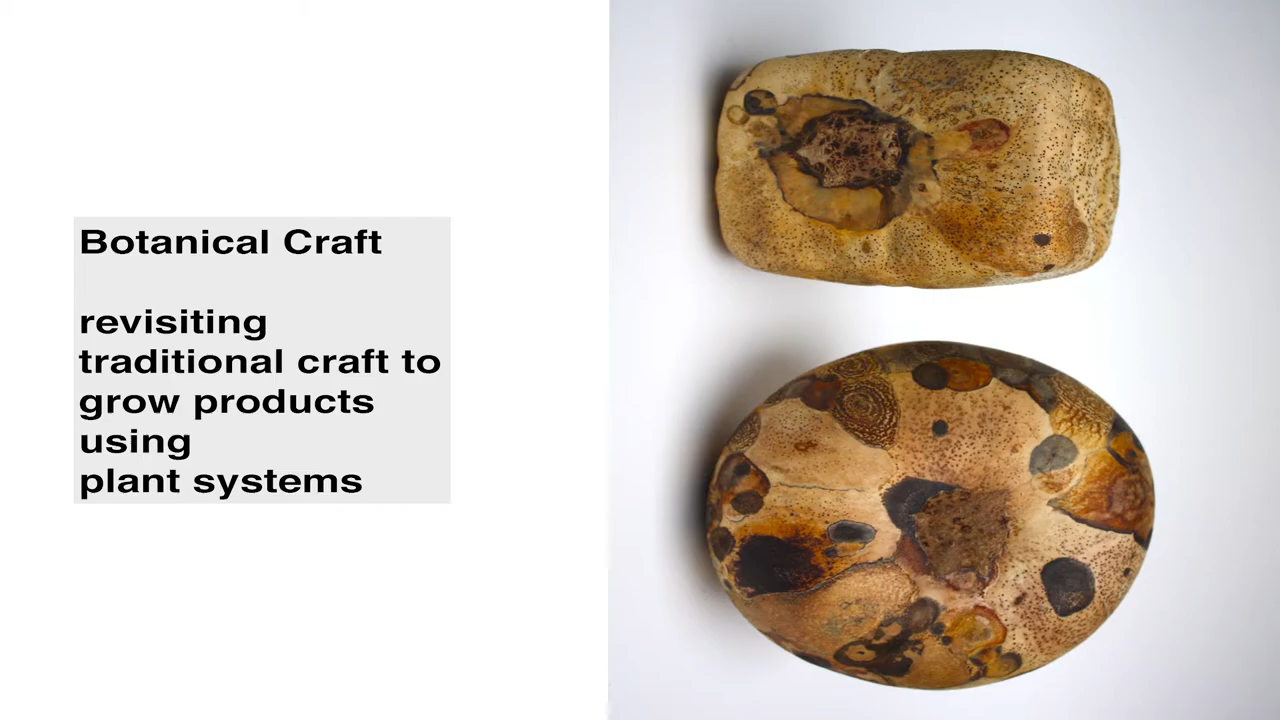 Botanical Craft
revisiting
traditional craft to
grow products
using
plant systems